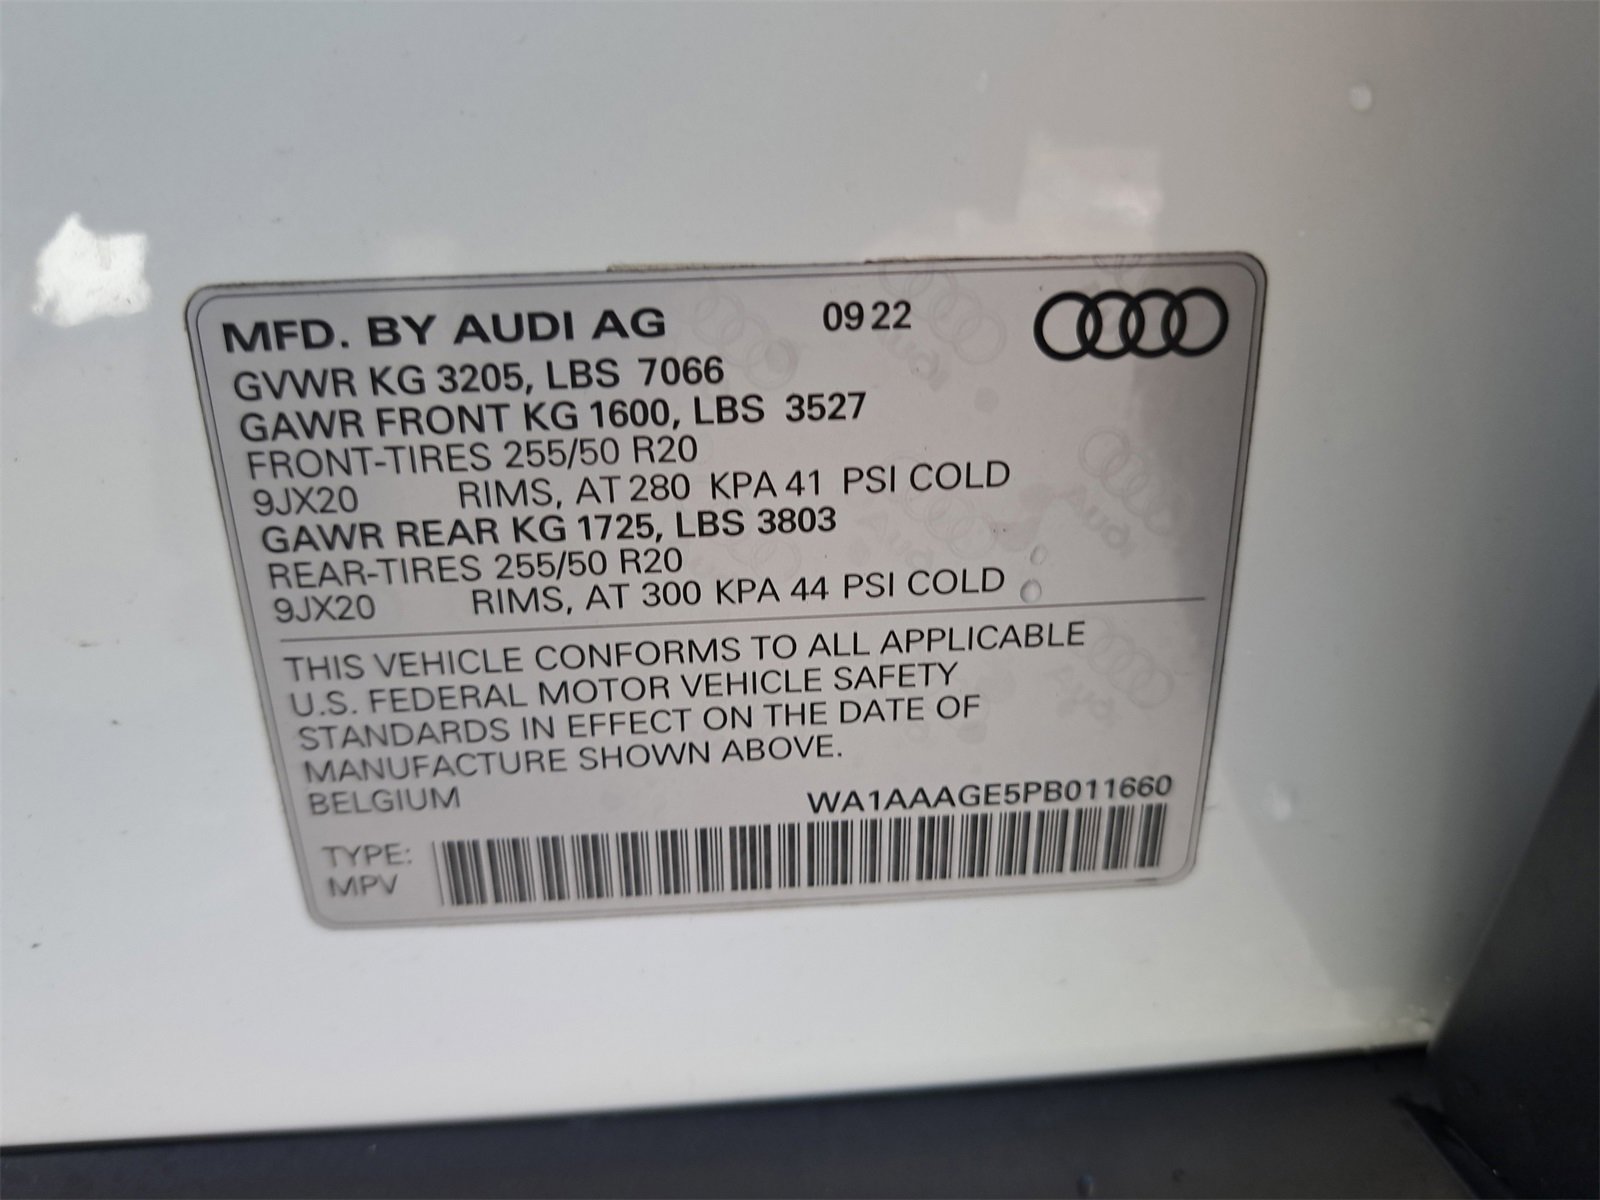 MFD. BY AUDI AG 09 22
GVWR KG 3205, LBS 7066
GAWR FRONT KG 1600, LBS 3527
FRONT-TIRES 255/50 R20
9JX20 RIMS, AT 280 KPA 41 PSI COLD
GAWR REAR KG 1725, LBS 3803
REAR-TIRES 255/50 R20
9JX20 RIMS, AT 300 KPA 44 PSI COLD
THIS VEHICLE CONFORMS TO ALL APPLICABLE
U.S. FEDERAL MOTOR VEHICLE SAFETY
STANDARDS IN EFFECT ON THE DATE OF
MANUFACTURE SHOWN ABOVE.
BELGIUM WA1AAAGE5PB011660
TYPE:
MPV